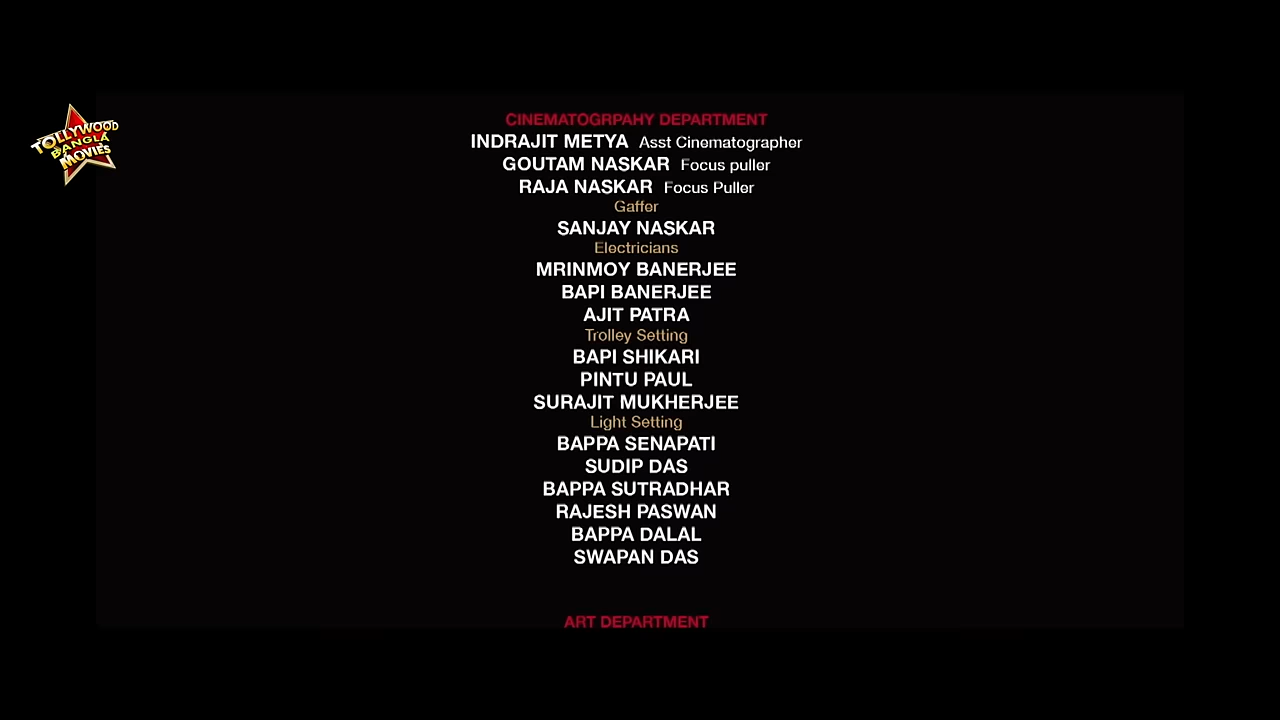 TOLLYWOOD
BANGLA
MOVIES
CINEMATOGRPAHY DEPARTMENT
INDRAJIT METYA Asst Cinematographer
GOUTAM NASKAR Focus puller
RAJA NASKAR Focus Puller
Gaffer
SANJAY NASKAR
Electricians
MRINMOY BANERJEE
BAPI BANERJEE
AJIT PATRA
Trolley Setting
BAPI SHIKARI
PINTU PAUL
SURAJIT MUKHERJEE
Light Setting
BAPPA SENAPATI
SUDIP DAS
BAPPA SUTRADHAR
RAJESH PASWAN
BAPPA DALAL
SWAPAN DAS
ART DEPARTMENT